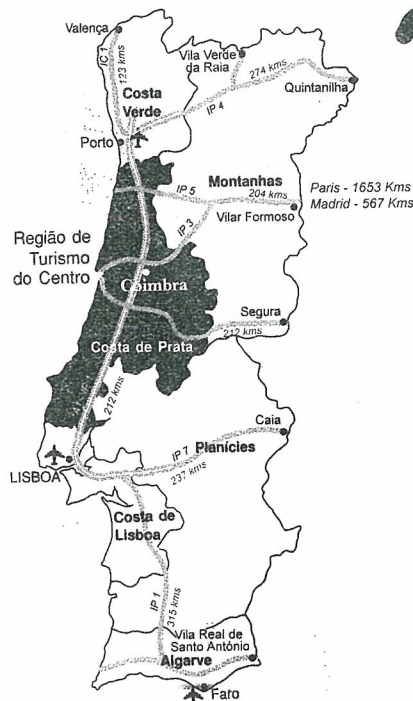 Valença
IC 1
123 kms
Vila Verde
da Raia
274 kms
Quintanilha
Costa
Verde
IP 4
Porto
IP 5
Montanhas
204 kms
Paris - 1653 Kms
Madrid - 567 Kms
Vilar Formoso
IP 3
Região de
Turismo
do Centro
Coimbra
Segura
212 kms
Costa de Prata
212 kms
Caia
IP 7
Planícies
237 kms
LISBOA
Costa de
Lisboa
IP 1
315 kms
Vila Real de
Santo António
Algarve
Faro